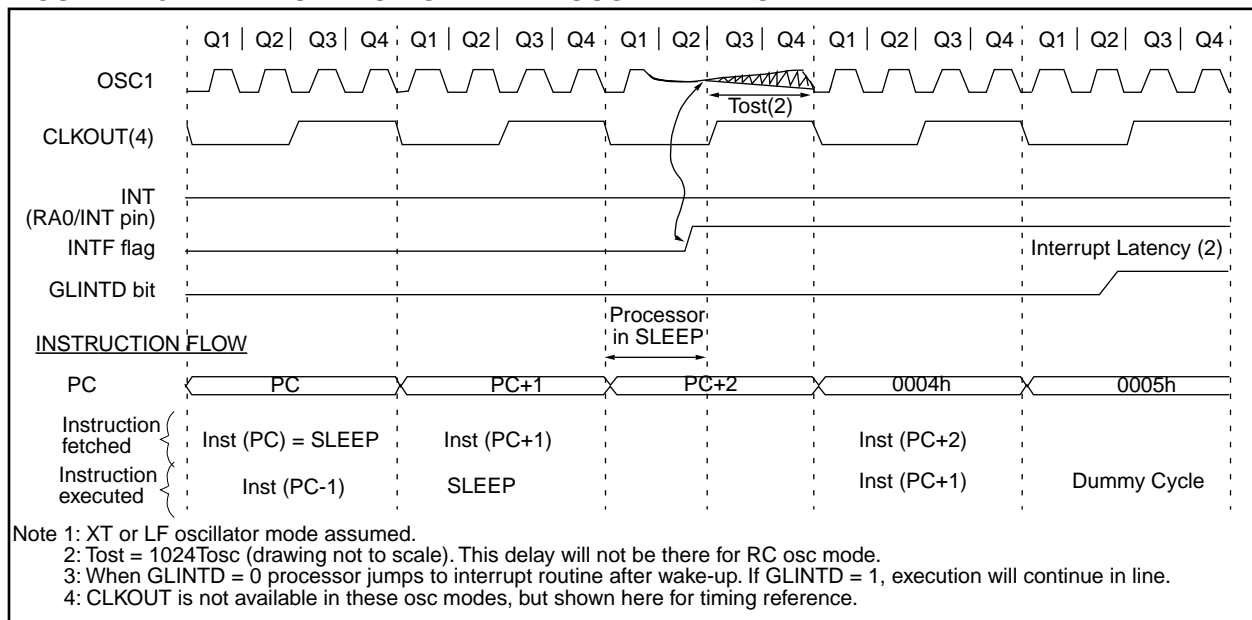 Q1 | Q2 | Q3 | Q4 Q1 | Q2 | Q3 | Q4 Q1 | Q2 | Q3 | Q4 Q1 | Q2 | Q3 | Q4 Q1 | Q2 | Q3 | Q4
OSC1
Tost(2)
CLKOUT(4)
INT
(RA0/INT pin)
INTF flag
Interrupt Latency (2)
GLINTD bit
Processor
in SLEEP
INSTRUCTION FLOW
PC PC PC+1 PC+2 0004h 0005h
Instruction
fetched
Inst (PC) = SLEEP Inst (PC+1) Inst (PC+2)
Instruction
executed
Inst (PC-1) SLEEP Inst (PC+1) Dummy Cycle
Note 1: XT or LF oscillator mode assumed.
2: Tost = 1024Tosc (drawing not to scale). This delay will not be there for RC osc mode.
3: When GLINTD = 0 processor jumps to interrupt routine after wake-up. If GLINTD = 1, execution will continue in line.
4: CLKOUT is not available in these osc modes, but shown here for timing reference.